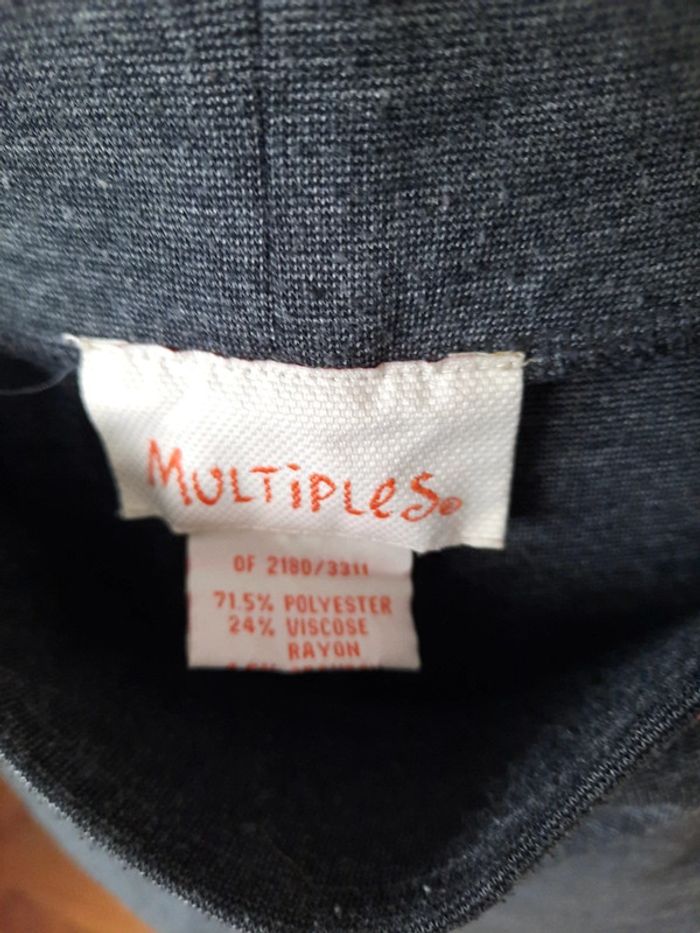 MULTiPLeS®
OF 2180/3311
71.5% POLYESTER
24% VISCOSE
RAYON